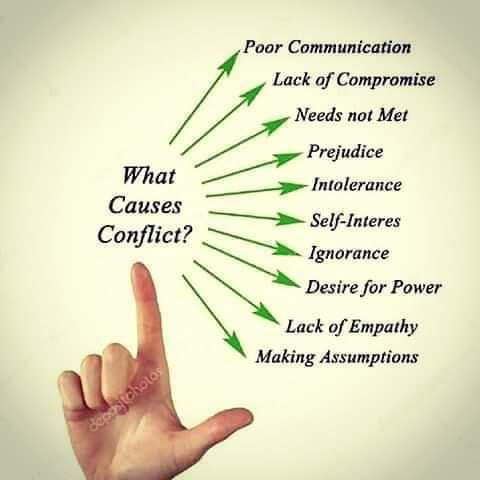 What
Causes
Conflict?
Poor Communication
Lack of Compromise
Needs not Met
Prejudice
Intolerance
Self-Interes
Ignorance
Desire for Power
Lack of Empathy
Making Assumptions
depositphotos